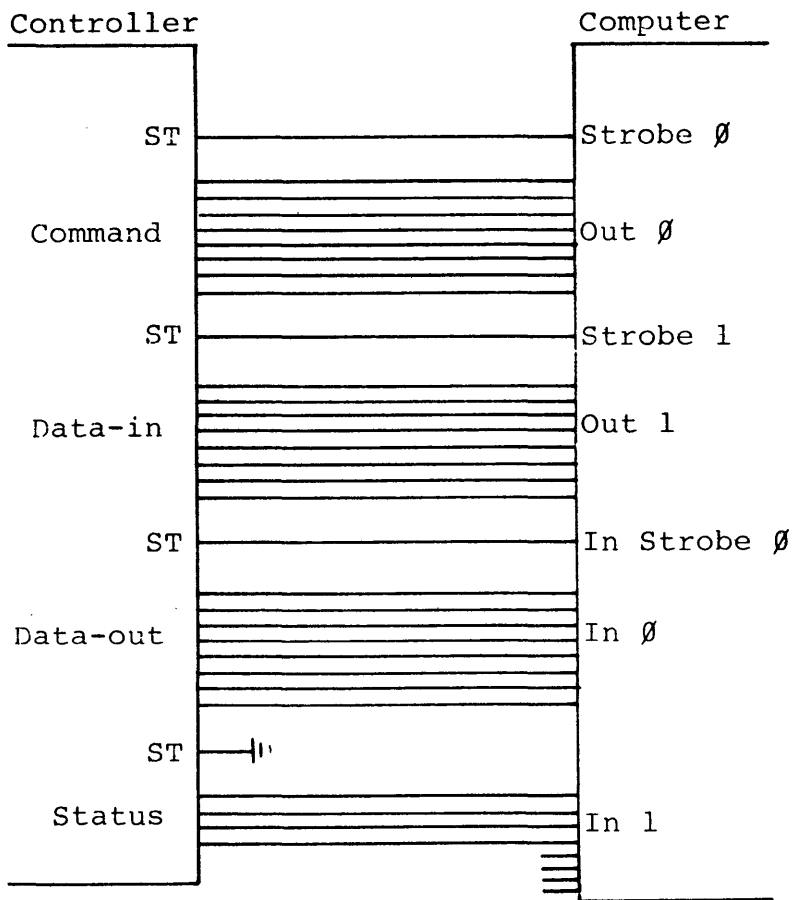 Controller Computer
ST Strobe Ø
Command Out Ø
ST Strobe 1
Data-in Out 1
ST In Strobe Ø
Data-out In Ø
ST
Status In 1